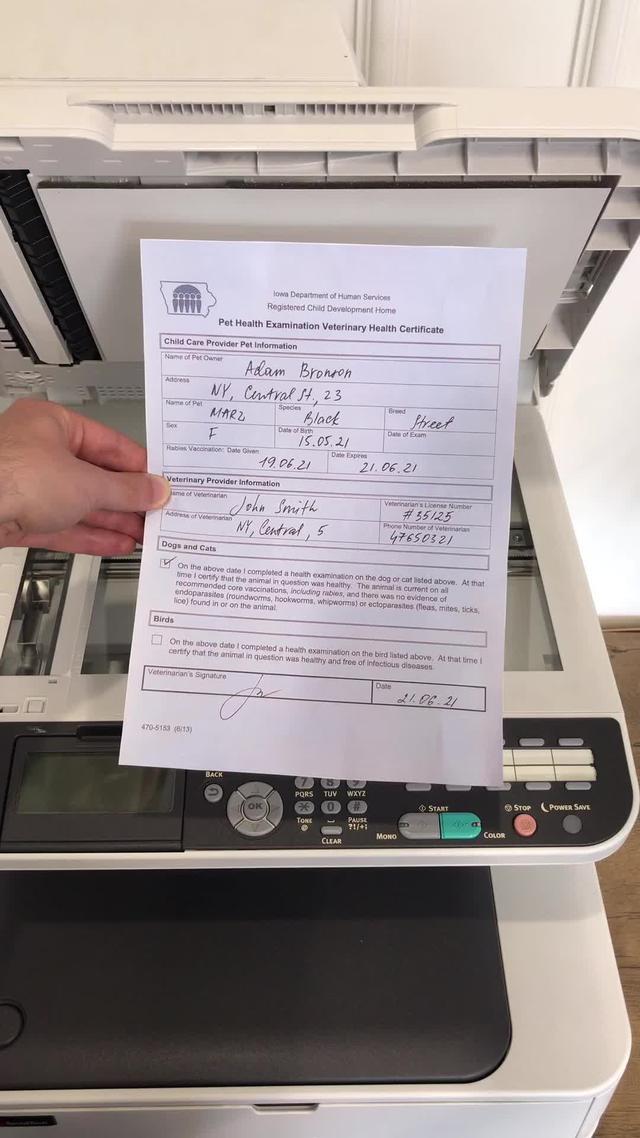 Iowa Department of Human Services
Registered Child Development Home
Pet Health Examination Veterinary Health Certificate
Child Care Provider Pet Information
Name of Pet Owner
Adam Bronson
Address
NY, Central St, 23
Name of Pet Species Breed
MARZ Black Street
Sex Date of Birth Date of Exam
F 15.05.21
Rabies Vaccination: Date Given Date Expires
19.06.21 21.06.21
Veterinary Provider Information
Name of Veterinarian Veterinarian's License Number
John Smith #35125
Address of Veterinarian Phone Number of Veterinarian
NY, Central, 5 47650321
Dogs and Cats
On the above date I completed a health examination on the dog or cat listed above. At that
time I certify that the animal in question was healthy. The animal is current on all
recommended core vaccinations, including rabies, and there was no evidence of
endoparasites (roundworms, hookworms, whipworms) or ectoparasites (fleas, mites, ticks,
lice) found in or on the animal.
Birds
On the above date I completed a health examination on the bird listed above. At that time I
certify that the animal in question was healthy and free of infectious diseases.
Veterinarian's Signature Date
21.06.21
470-5153 (6/13)
BACK
OK
7 8 9
PQRS TUV WXYZ
* 0 #
TONE PAUSE
@ ?!/+:
CLEAR
START
MONO COLOR
STOP POWER SAVE